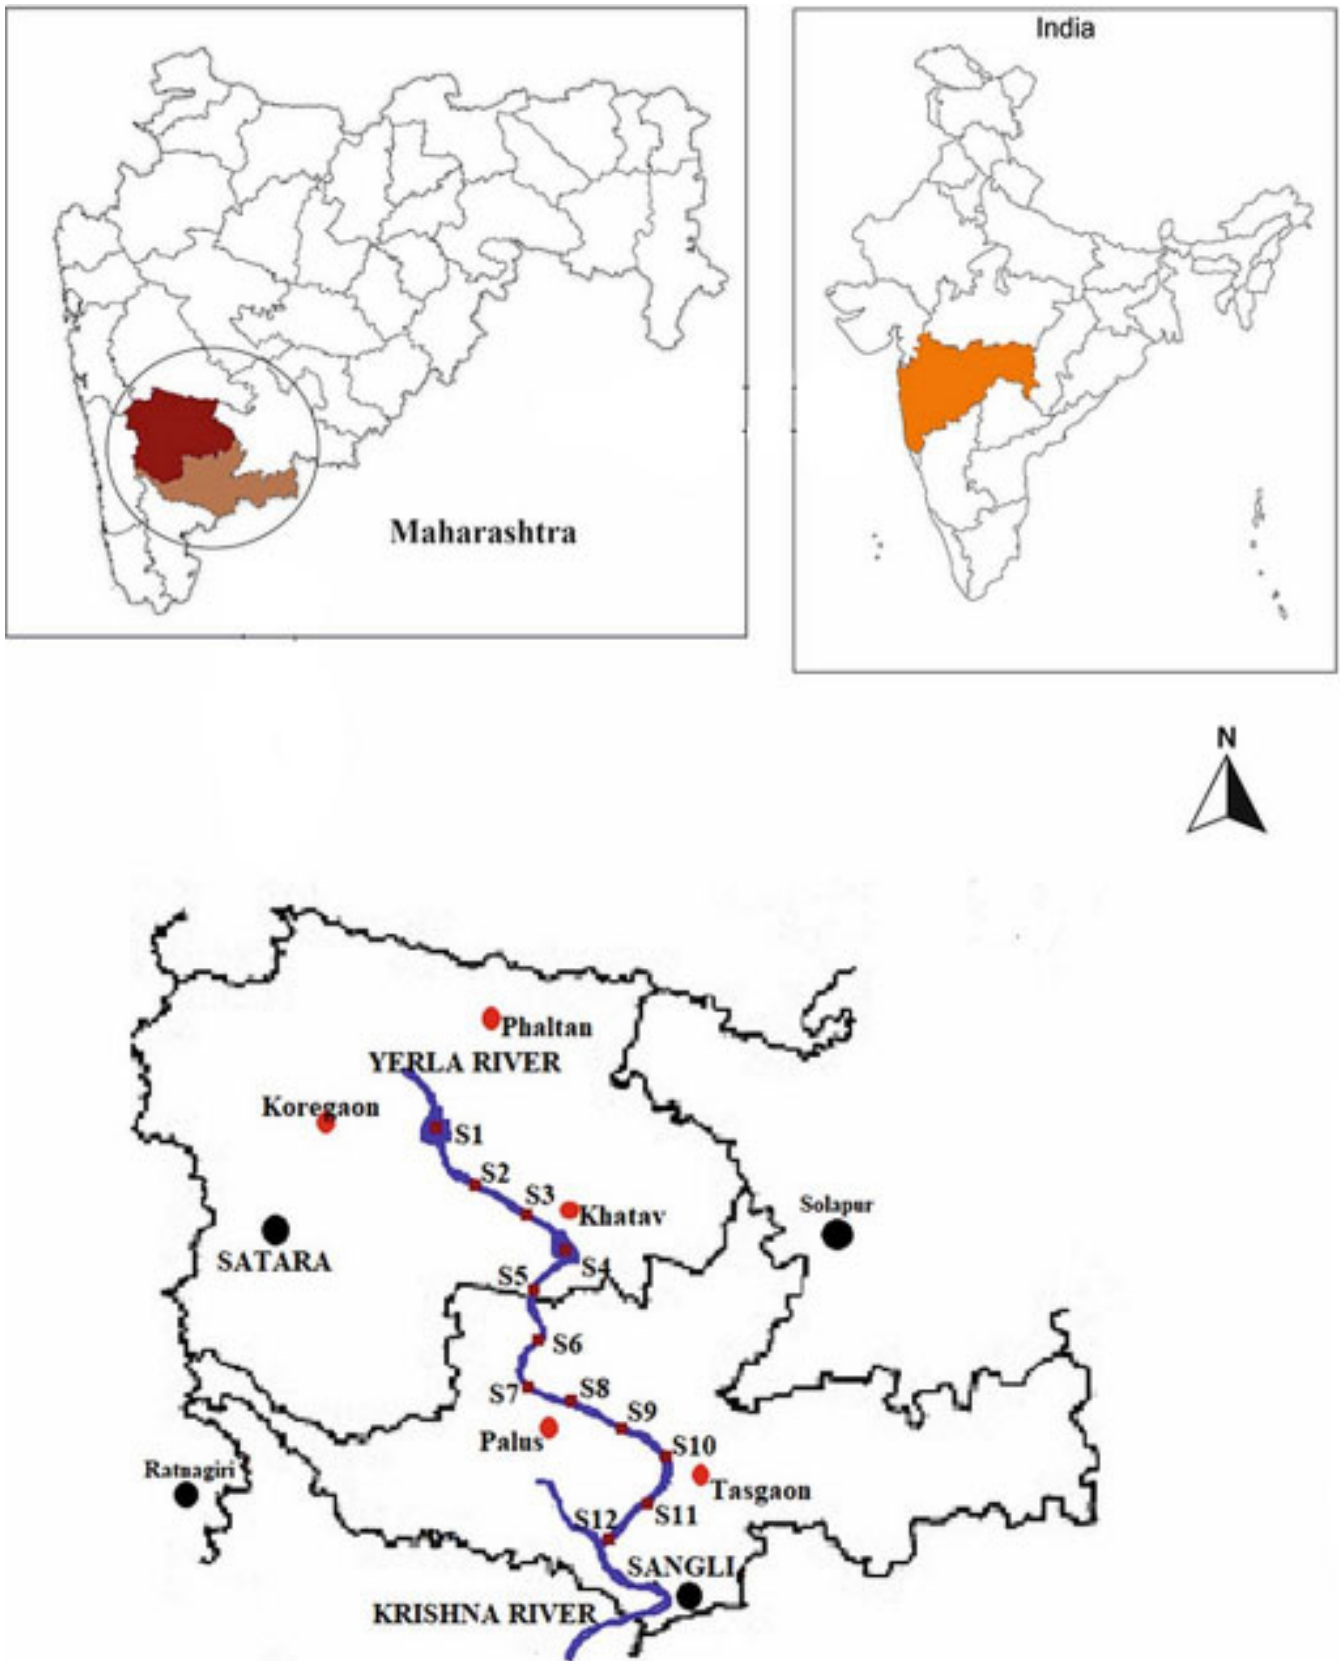 India
Maharashtra
N
Phaltan
YERLA RIVER
Koregaon
S1
S2
S3
Khatav
Solapur
SATARA
S4
S5
S6
S7
S8
S9
Palus
S10
Ratnagiri
Tasgaon
S11
S12
SANGLI
KRISHNA RIVER